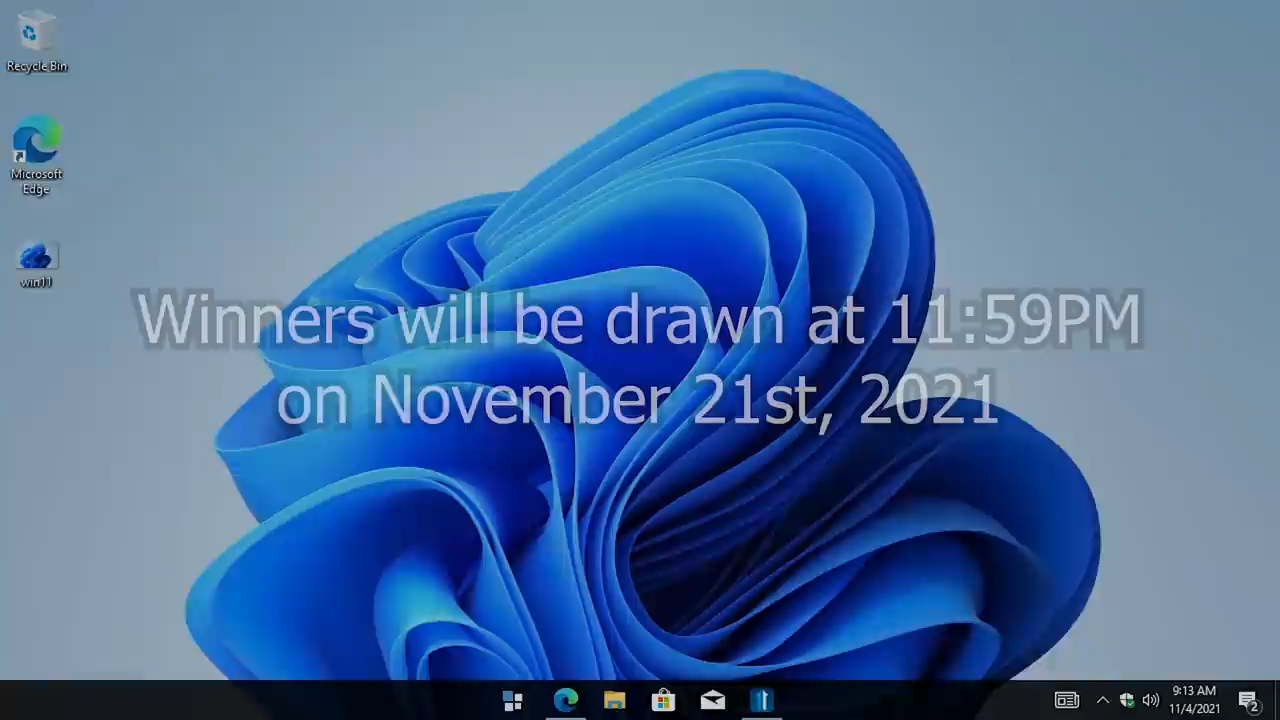 Recycle Bin
Microsoft
Edge
win11
Winners will be drawn at 11:59PM
on November 21st, 2021
9:13 AM
11/4/2021
2